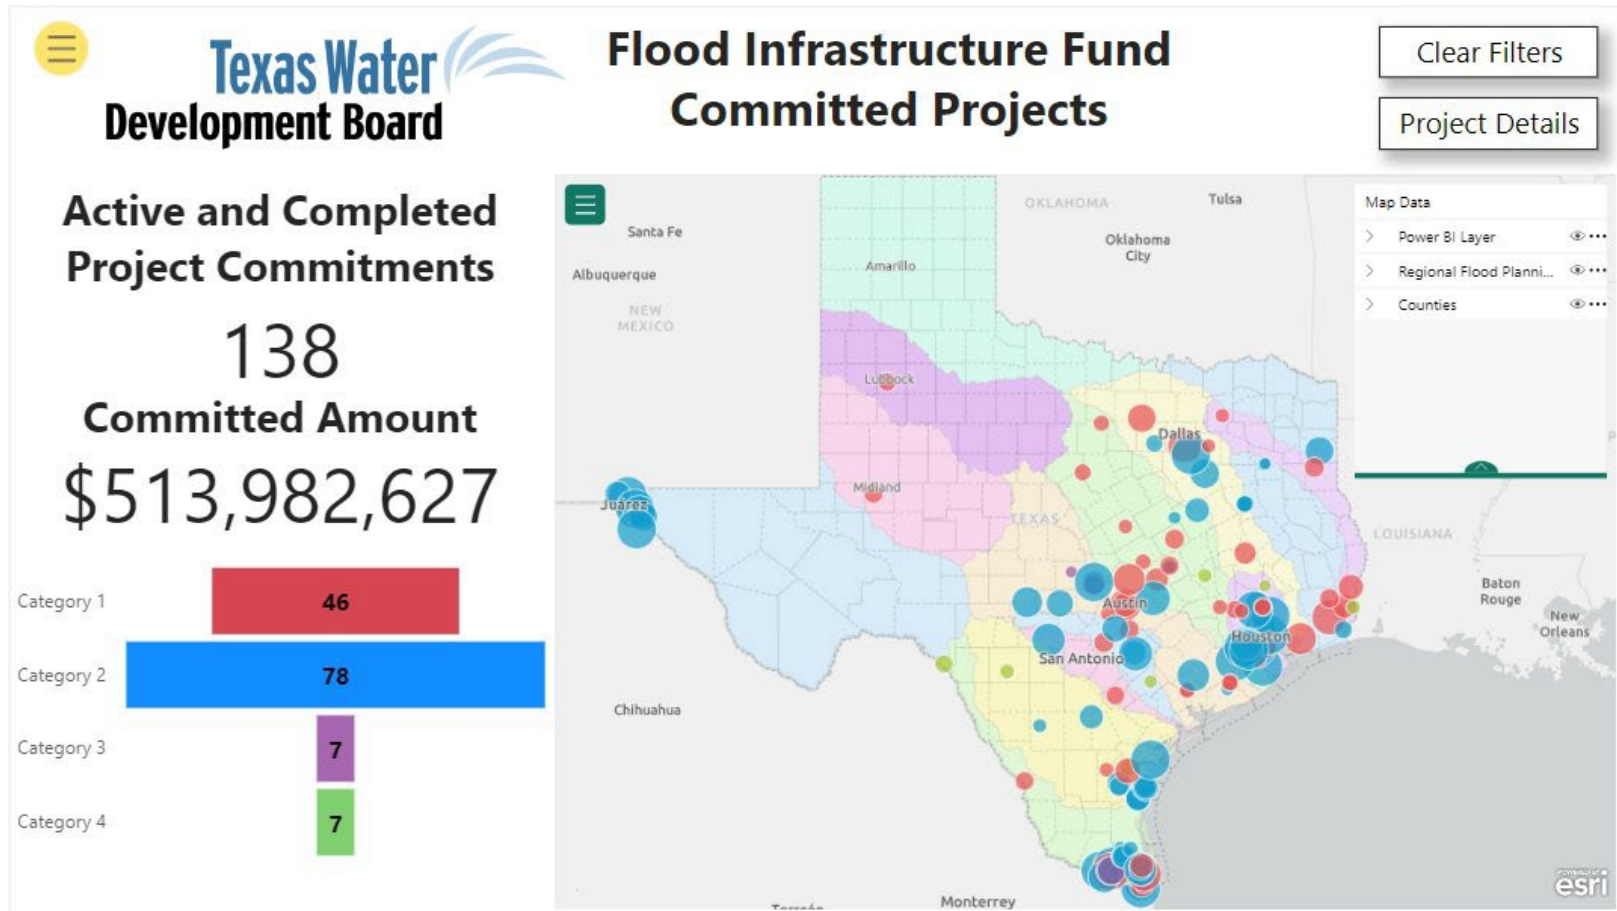 Texas Water
Development Board
Flood Infrastructure Fund
Committed Projects
Clear Filters
Project Details
Active and Completed
Project Commitments
138
Committed Amount
$513,982,627
Category 1
46
Category 2
78
Category 3
7
Category 4
7
Map Data
Power BI Layer
Regional Flood Planni...
Counties
OKLAHOMA
Tulsa
Santa Fe
Oklahoma
City
Albuquerque
Amarillo
NEW
MEXICO
Lubbock
Dallas
Midland
Juárez
TEXAS
LOUISIANA
Baton
Rouge
Austin
New
Orleans
Houston
San Antonio
Chihuahua
Monterrey
POWERED BY
esri